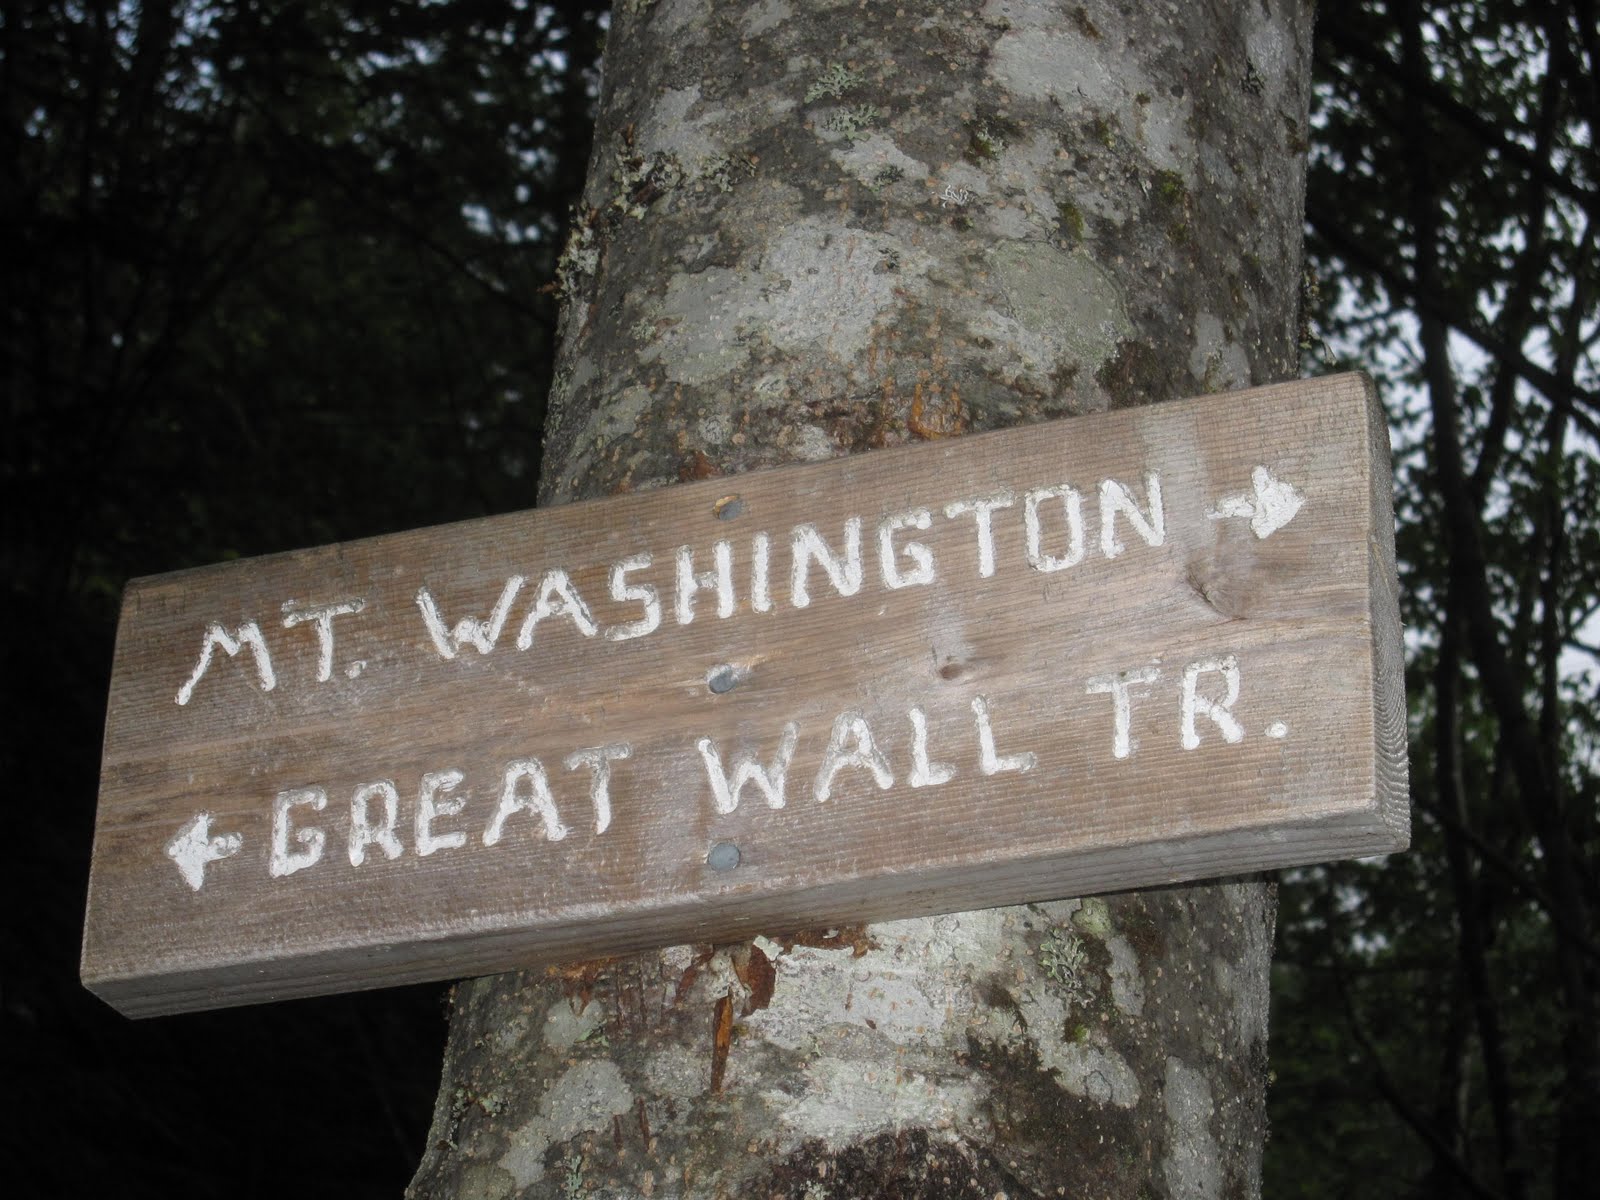 MT. WASHINGTON →
← GREAT WALL TR.